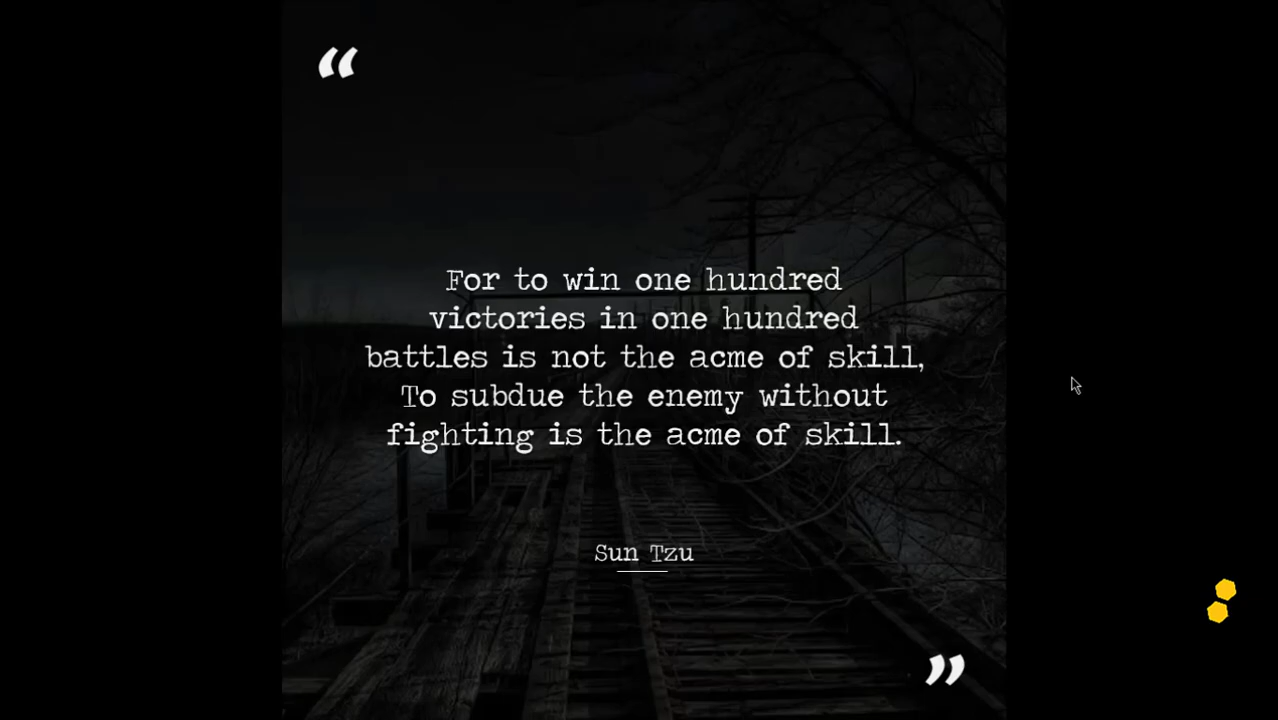 “
For to win one hundred
victories in one hundred
battles is not the acme of skill,
To subdue the enemy without
fighting is the acme of skill.
Sun Tzu
”